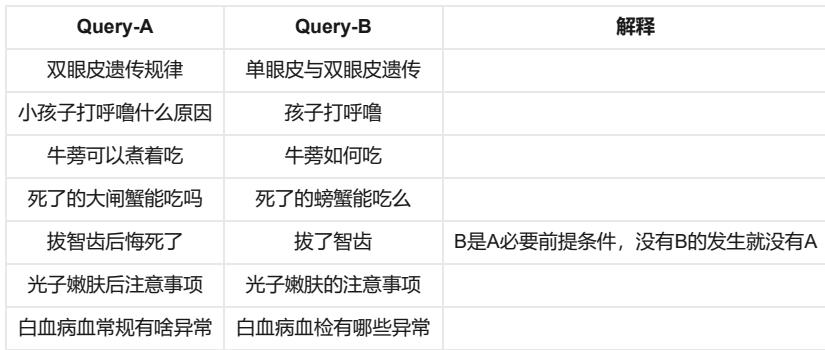 Query-A Query-B 解释
双眼皮遗传规律 单眼皮与双眼皮遗传
小孩子打呼噜什么原因 孩子打呼噜
牛蒡可以煮着吃 牛蒡如何吃
死了的大闸蟹能吃吗 死了的螃蟹能吃么
拔智齿后悔死了 拔了智齿 B是A必要前提条件，没有B的发生就没有A
光子嫩肤后注意事项 光子嫩肤的注意事项
白血病血常规有啥异常 白血病血检有哪些异常